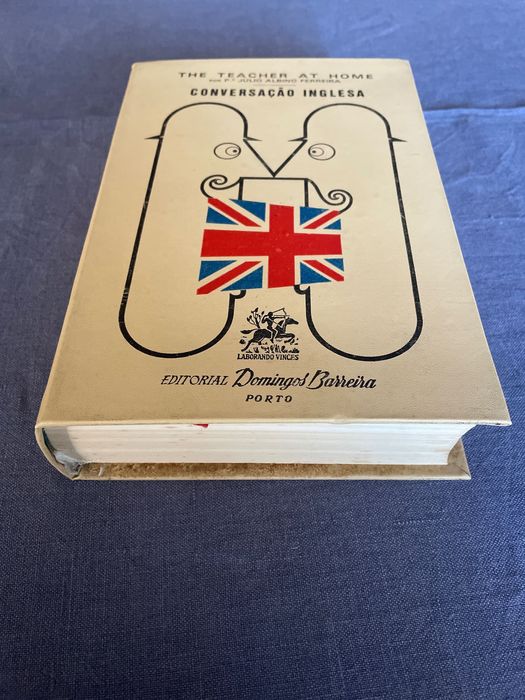 THE TEACHER AT HOME
POR P.e JULIO ALBINO FERREIRA
CONVERSAÇÃO INGLESA
LABORANDO VINCES
EDITORIAL Domingos Barreira
PORTO